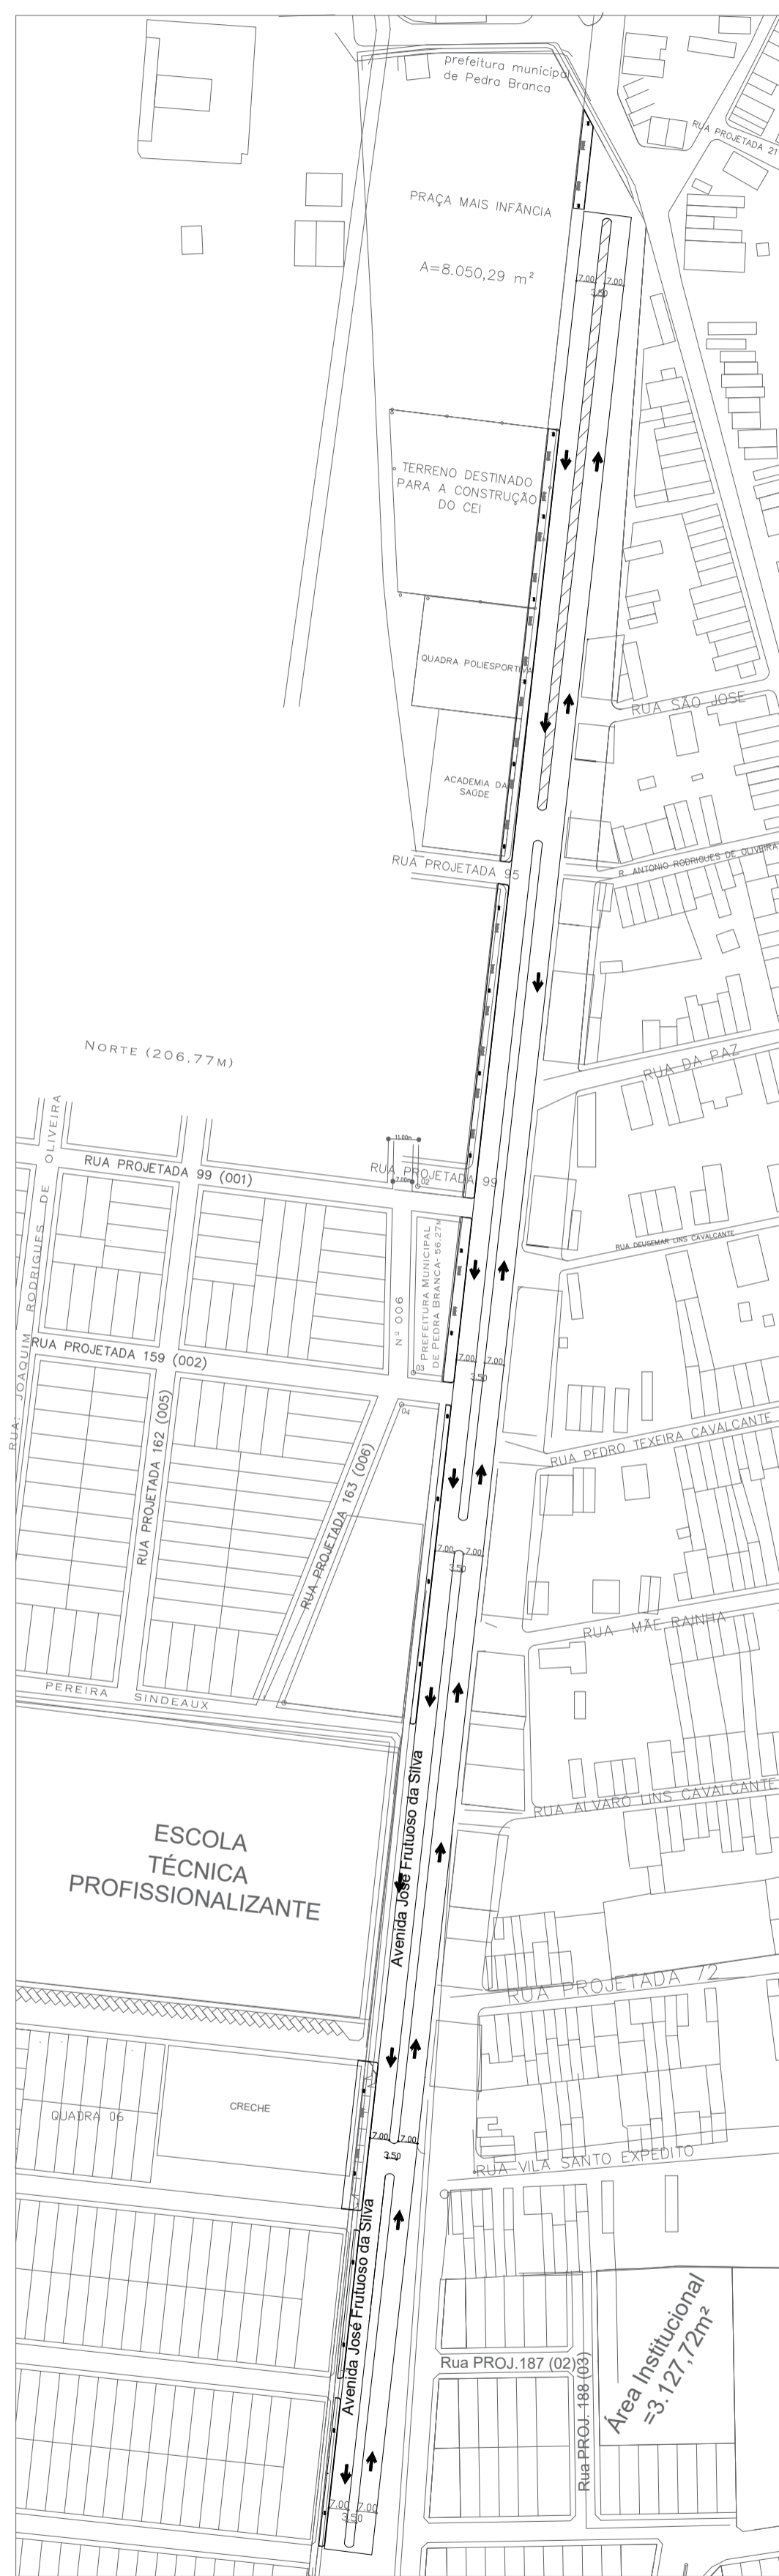 prefeitura municipal
de Pedra Branca
RUA PROJETADA 21
PRAÇA MAIS INFÂNCIA
A=8.050,29 m²
7.00
7.00
3.50
TERRENO DESTINADO
PARA A CONSTRUÇÃO
DO CEI
QUADRA POLIESPORTIVA
RUA SÃO JOSE
ACADEMIA DA
SAÚDE
RUA PROJETADA 95
R. ANTONIO RODRIGUES DE OLIVEIRA
NORTE (206,77M)
RUA DA PAZ
RUA: JOAQUIM RODRIGUES DE OLIVEIRA
11.00m
RUA PROJETADA 99 (001)
RUA PROJETADA 99
7.00m
02
RUA DEUSEMAR LINS CAVALCANTE
PREFEITURA MUNICIPAL
DE PEDRA BRANCA- 56.27M
Nº 006
RUA PROJETADA 159 (002)
7.00
7.00
3.50
03
04
RUA PROJETADA 162 (005)
RUA PROJETADA 163 (006)
RUA PEDRO TEXEIRA CAVALCANTE
7.00
7.00
3.50
RUA MÃE RAINHA
PEREIRA SINDEAUX
Avenida José Frutuoso da Silva
RUA ALVARO LINS CAVALCANTE
ESCOLA
TÉCNICA
PROFISSIONALIZANTE
RUA PROJETADA 72
QUADRA 06
CRECHE
7.00
7.00
3.50
RUA VILA SANTO EXPEDITO
Avenida José Frutuoso da Silva
Rua PROJ.187 (02)
Rua PROJ. 188 (03)
Área Institucional
=3.127,72m²
7.00
7.00
3.50